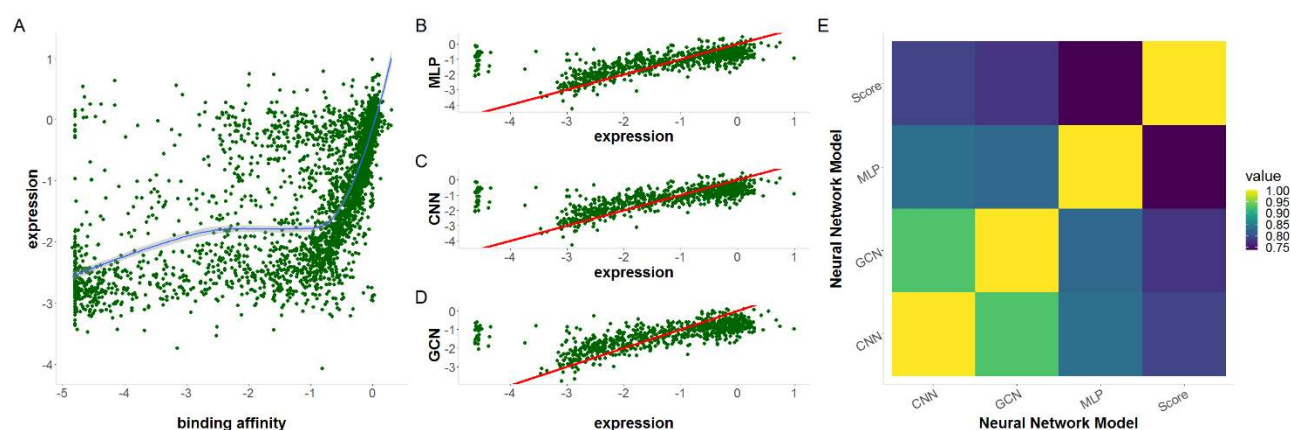 A
expression
1
0
-1
-2
-3
-4
-5
-4
-3
-2
-1
0
binding affinity
B
MLP
0
-1
-2
-3
-4
-4
-3
-2
-1
0
1
expression
C
CNN
0
-1
-2
-3
-4
-4
-3
-2
-1
0
1
expression
D
GCN
0
-1
-2
-3
-4
-3
-2
-1
0
1
expression
E
Neural Network Model
Score
MLP
GCN
CNN
CNN
GCN
MLP
Score
Neural Network Model
value
1.00
0.95
0.90
0.85
0.80
0.75